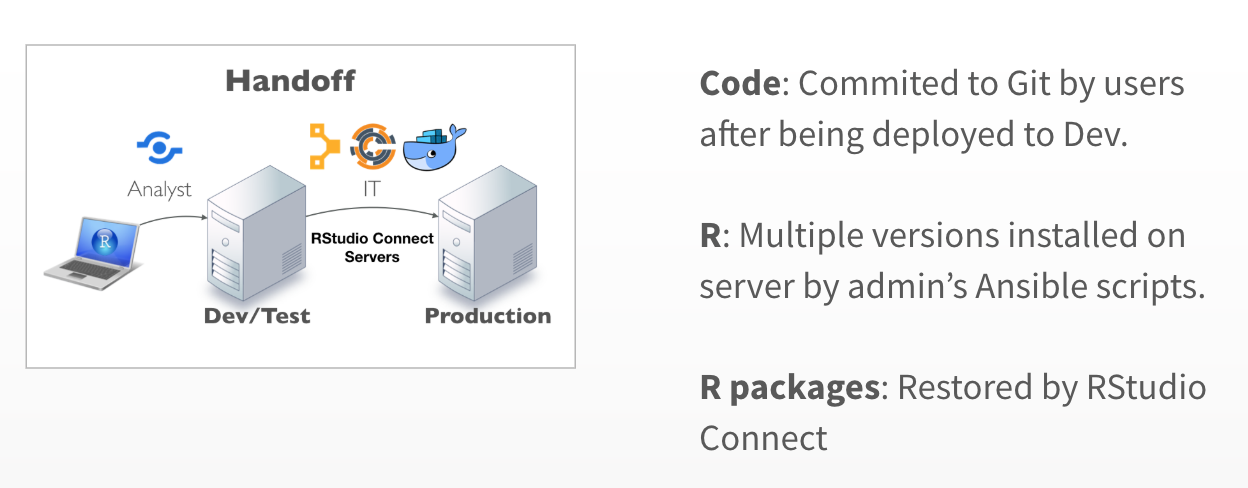 Handoff
Analyst
IT
R
RStudio Connect
Servers
Dev/Test
Production
Code: Commited to Git by users
after being deployed to Dev.
R: Multiple versions installed on
server by admin’s Ansible scripts.
R packages: Restored by RStudio
Connect